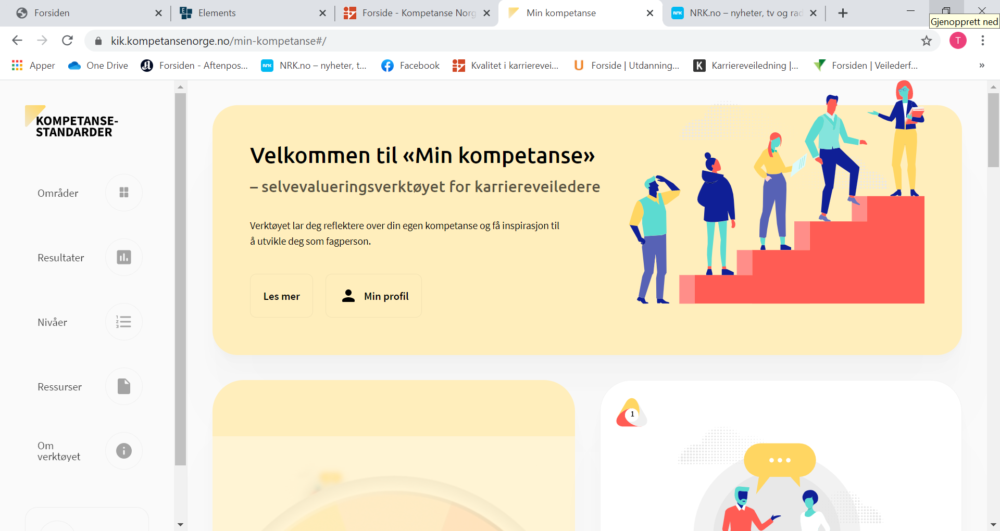 Forsiden
Elements
Forside - Kompetanse Norg
Min kompetanse
NRK.no – nyheter, tv og rad
Gjenopprett ned
kik.kompetansenorge.no/min-kompetanse#/
T
Apper
One Drive
Forsiden - Aftenpos...
NRK.no – nyheter, t...
Facebook
Kvalitet i karrierevei...
Forside | Utdanning...
Karriereveiledning |...
Forsiden | Veilederf...
»
KOMPETANSE-
STANDARDER
Områder
Resultater
Nivåer
Ressurser
Om
verktøyet
Velkommen til «Min kompetanse»
– selvevalueringsverktøyet for karriereveiledere
Verktøyet lar deg reflektere over din egen kompetanse og få inspirasjon til
å utvikle deg som fagperson.
Les mer
Min profil
1